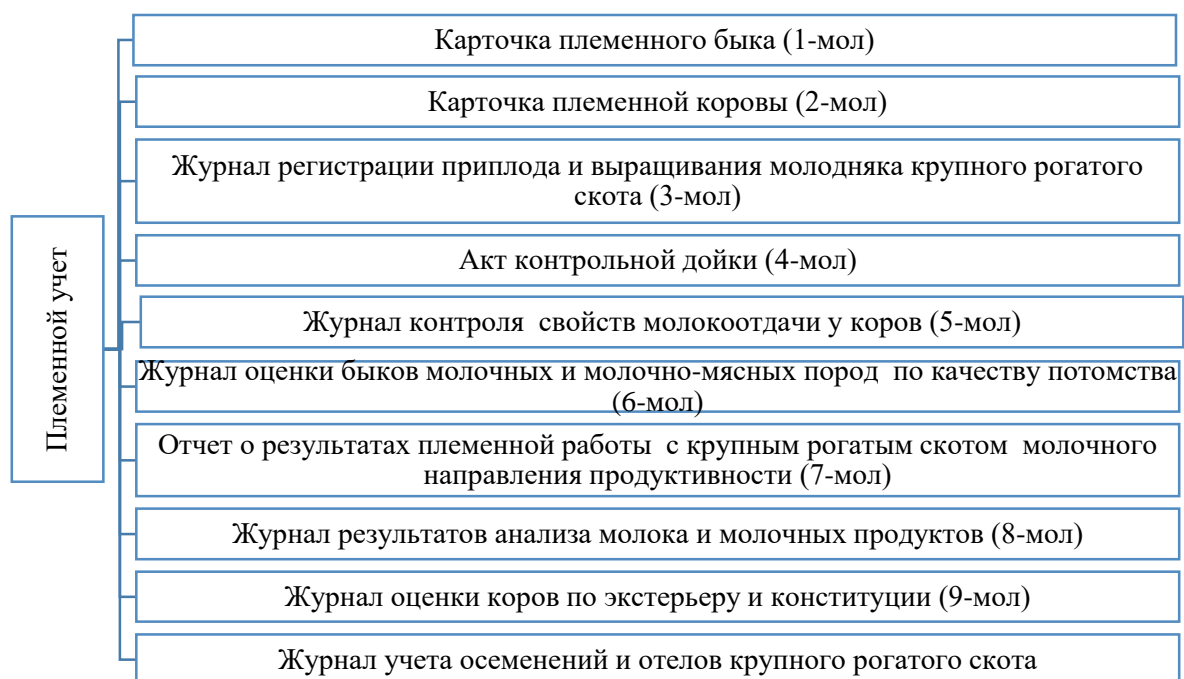 Карточка племенного быка (1-мол)
Карточка племенной коровы (2-мол)
Журнал регистрации приплода и выращивания молодняка крупного рогатого
скота (3-мол)
Акт контрольной дойки (4-мол)
Племенной учет
Журнал контроля свойств молокоотдачи у коров (5-мол)
Журнал оценки быков молочных и молочно-мясных пород по качеству потомства
(6-мол)
Отчет о результатах племенной работы с крупным рогатым скотом молочного
направления продуктивности (7-мол)
Журнал результатов анализа молока и молочных продуктов (8-мол)
Журнал оценки коров по экстерьеру и конституции (9-мол)
Журнал учета осеменений и отелов крупного рогатого скота